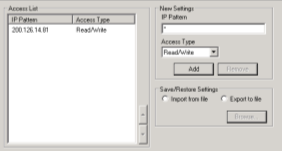 Access List
IP Pattern Access Type
200.126.14.81 Read/Write
New Settings
IP Pattern
*
Access Type
Read/Write
Add Remove
Save/Restore Settings
Import from file Export to file
Browse